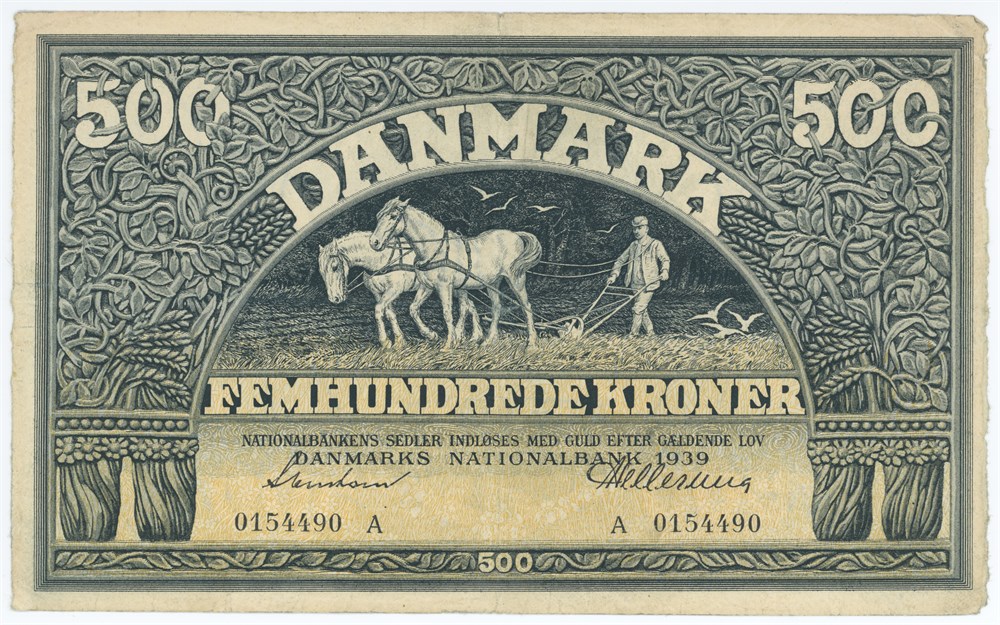 500 500
DANMARK
FEMHUNDREDE KRONER
NATIONALBANKENS SEDLER INDLØSES MED GULD EFTER GÆLDENDE LOV
DANMARKS NATIONALBANK 1939
0154490 A A 0154490
500